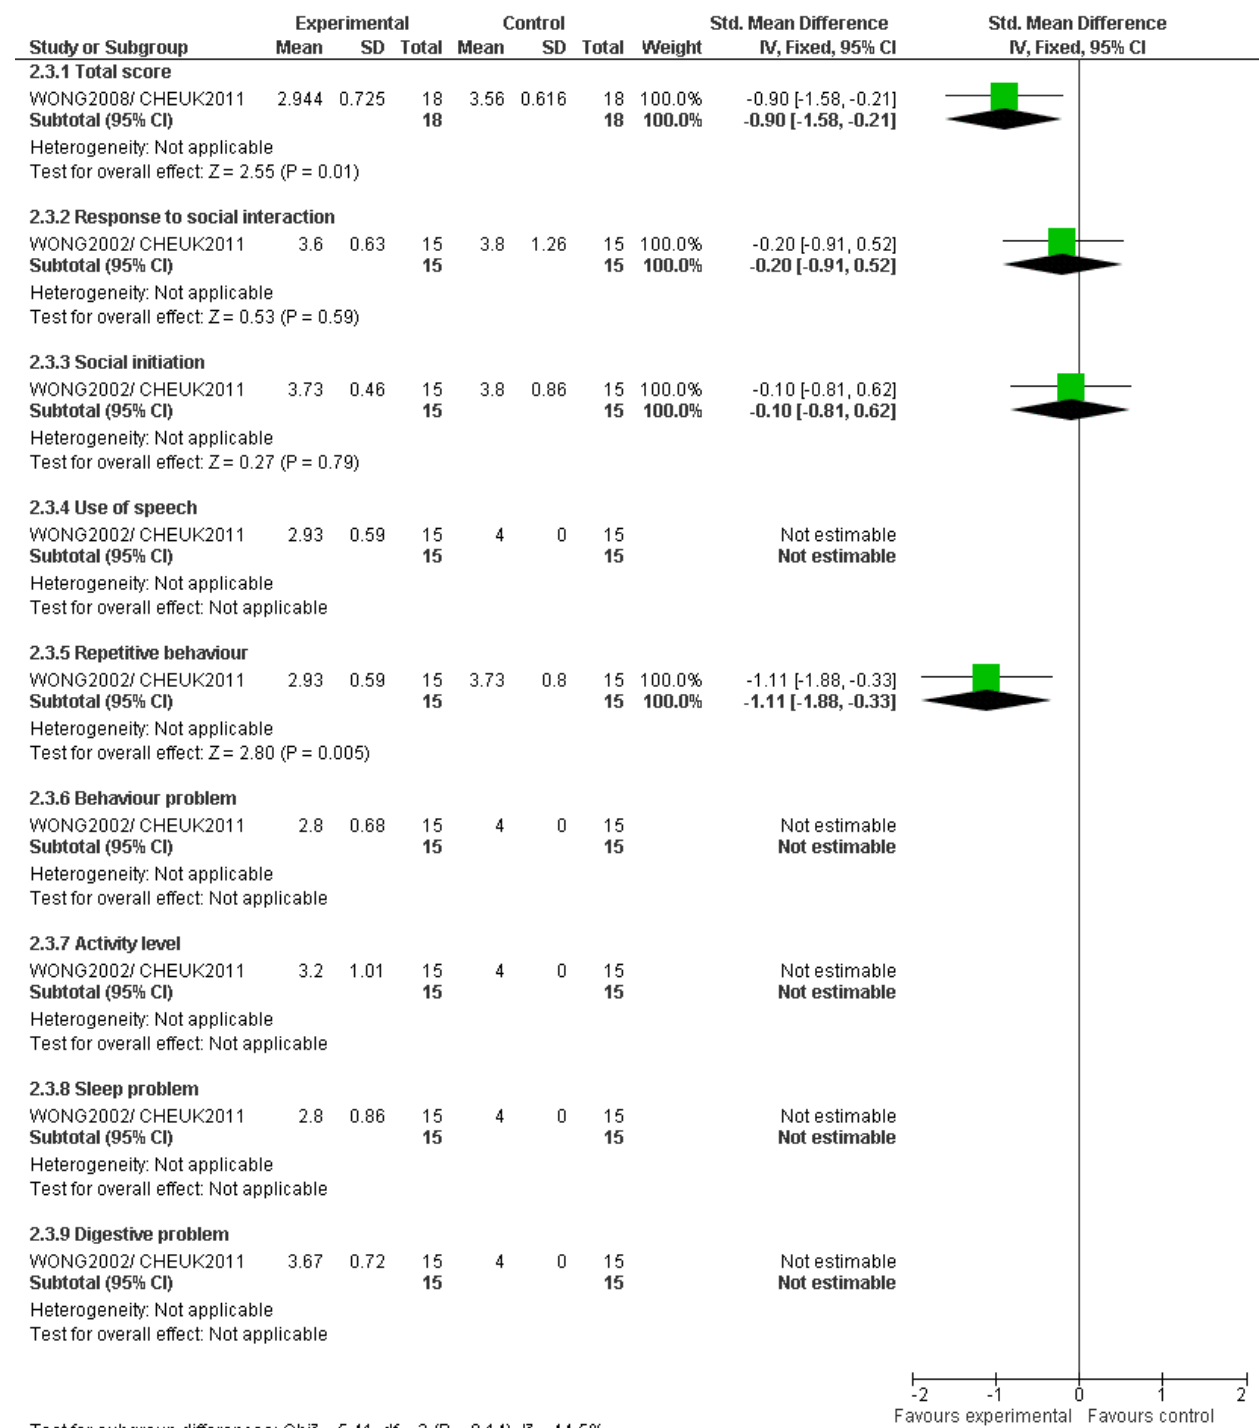 Experimental Control Std. Mean Difference Std. Mean Difference
Study or Subgroup Mean SD Total Mean SD Total Weight IV, Fixed, 95% CI IV, Fixed, 95% CI
2.3.1 Total score
WONG2008/ CHEUK2011 2.944 0.725 18 3.56 0.616 18 100.0% -0.90 [-1.58, -0.21]
Subtotal (95% CI) 18 18 100.0% -0.90 [-1.58, -0.21]
Heterogeneity: Not applicable
Test for overall effect: Z = 2.55 (P = 0.01)
2.3.2 Response to social interaction
WONG2002/ CHEUK2011 3.6 0.63 15 3.8 1.26 15 100.0% -0.20 [-0.91, 0.52]
Subtotal (95% CI) 15 15 100.0% -0.20 [-0.91, 0.52]
Heterogeneity: Not applicable
Test for overall effect: Z = 0.53 (P = 0.59)
2.3.3 Social initiation
WONG2002/ CHEUK2011 3.73 0.46 15 3.8 0.86 15 100.0% -0.10 [-0.81, 0.62]
Subtotal (95% CI) 15 15 100.0% -0.10 [-0.81, 0.62]
Heterogeneity: Not applicable
Test for overall effect: Z = 0.27 (P = 0.79)
2.3.4 Use of speech
WONG2002/ CHEUK2011 2.93 0.59 15 4 0 15 Not estimable
Subtotal (95% CI) 15 15 Not estimable
Heterogeneity: Not applicable
Test for overall effect: Not applicable
2.3.5 Repetitive behaviour
WONG2002/ CHEUK2011 2.93 0.59 15 3.73 0.8 15 100.0% -1.11 [-1.88, -0.33]
Subtotal (95% CI) 15 15 100.0% -1.11 [-1.88, -0.33]
Heterogeneity: Not applicable
Test for overall effect: Z = 2.80 (P = 0.005)
2.3.6 Behaviour problem
WONG2002/ CHEUK2011 2.8 0.68 15 4 0 15 Not estimable
Subtotal (95% CI) 15 15 Not estimable
Heterogeneity: Not applicable
Test for overall effect: Not applicable
2.3.7 Activity level
WONG2002/ CHEUK2011 3.2 1.01 15 4 0 15 Not estimable
Subtotal (95% CI) 15 15 Not estimable
Heterogeneity: Not applicable
Test for overall effect: Not applicable
2.3.8 Sleep problem
WONG2002/ CHEUK2011 2.8 0.86 15 4 0 15 Not estimable
Subtotal (95% CI) 15 15 Not estimable
Heterogeneity: Not applicable
Test for overall effect: Not applicable
2.3.9 Digestive problem
WONG2002/ CHEUK2011 3.67 0.72 15 4 0 15 Not estimable
Subtotal (95% CI) 15 15 Not estimable
Heterogeneity: Not applicable
Test for overall effect: Not applicable
-2 -1 0 1 2
Favours experimental Favours control